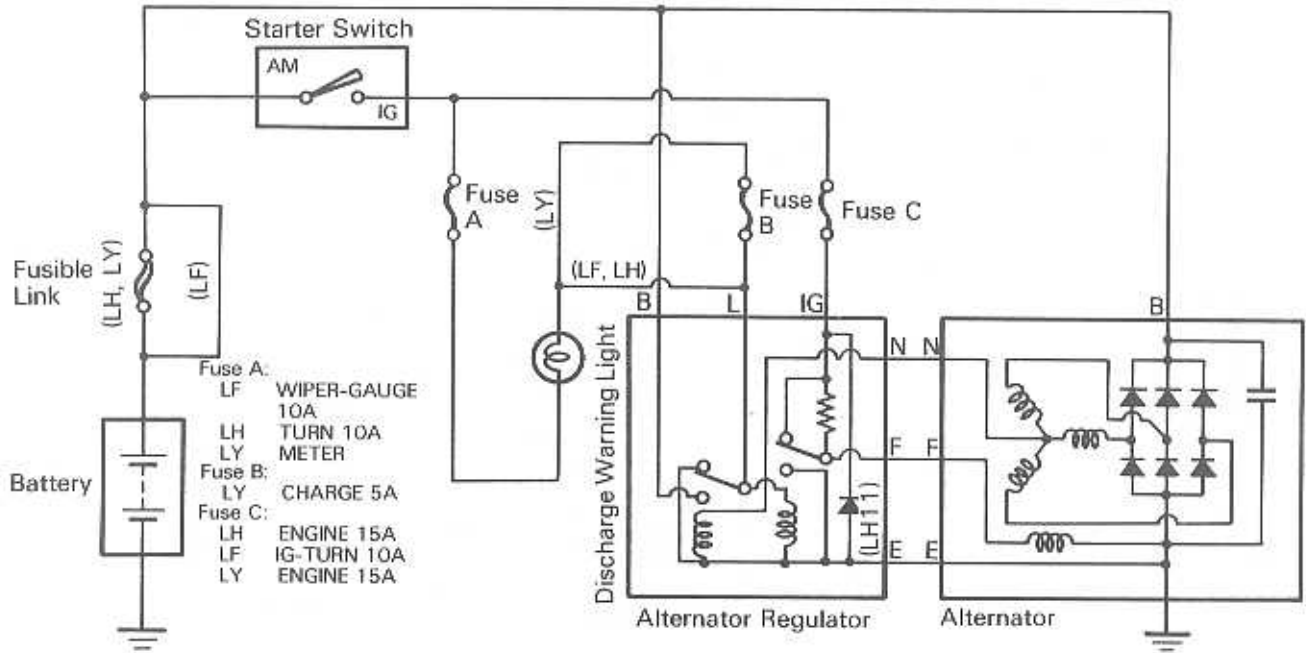 Starter Switch
AM
IG
Fuse
A
(LY)
Fuse
B
Fuse C
Fusible
Link
(LH, LY)
(LF)
(LF, LH)
B
L
IG
B
Discharge Warning Light
N
N
F
F
(LH11)
E
E
Battery
Fuse A:
LF WIPER-GAUGE
10A
LH TURN 10A
LY METER
Fuse B:
LY CHARGE 5A
Fuse C:
LH ENGINE 15A
LF IG-TURN 10A
LY ENGINE 15A
Alternator Regulator
Alternator